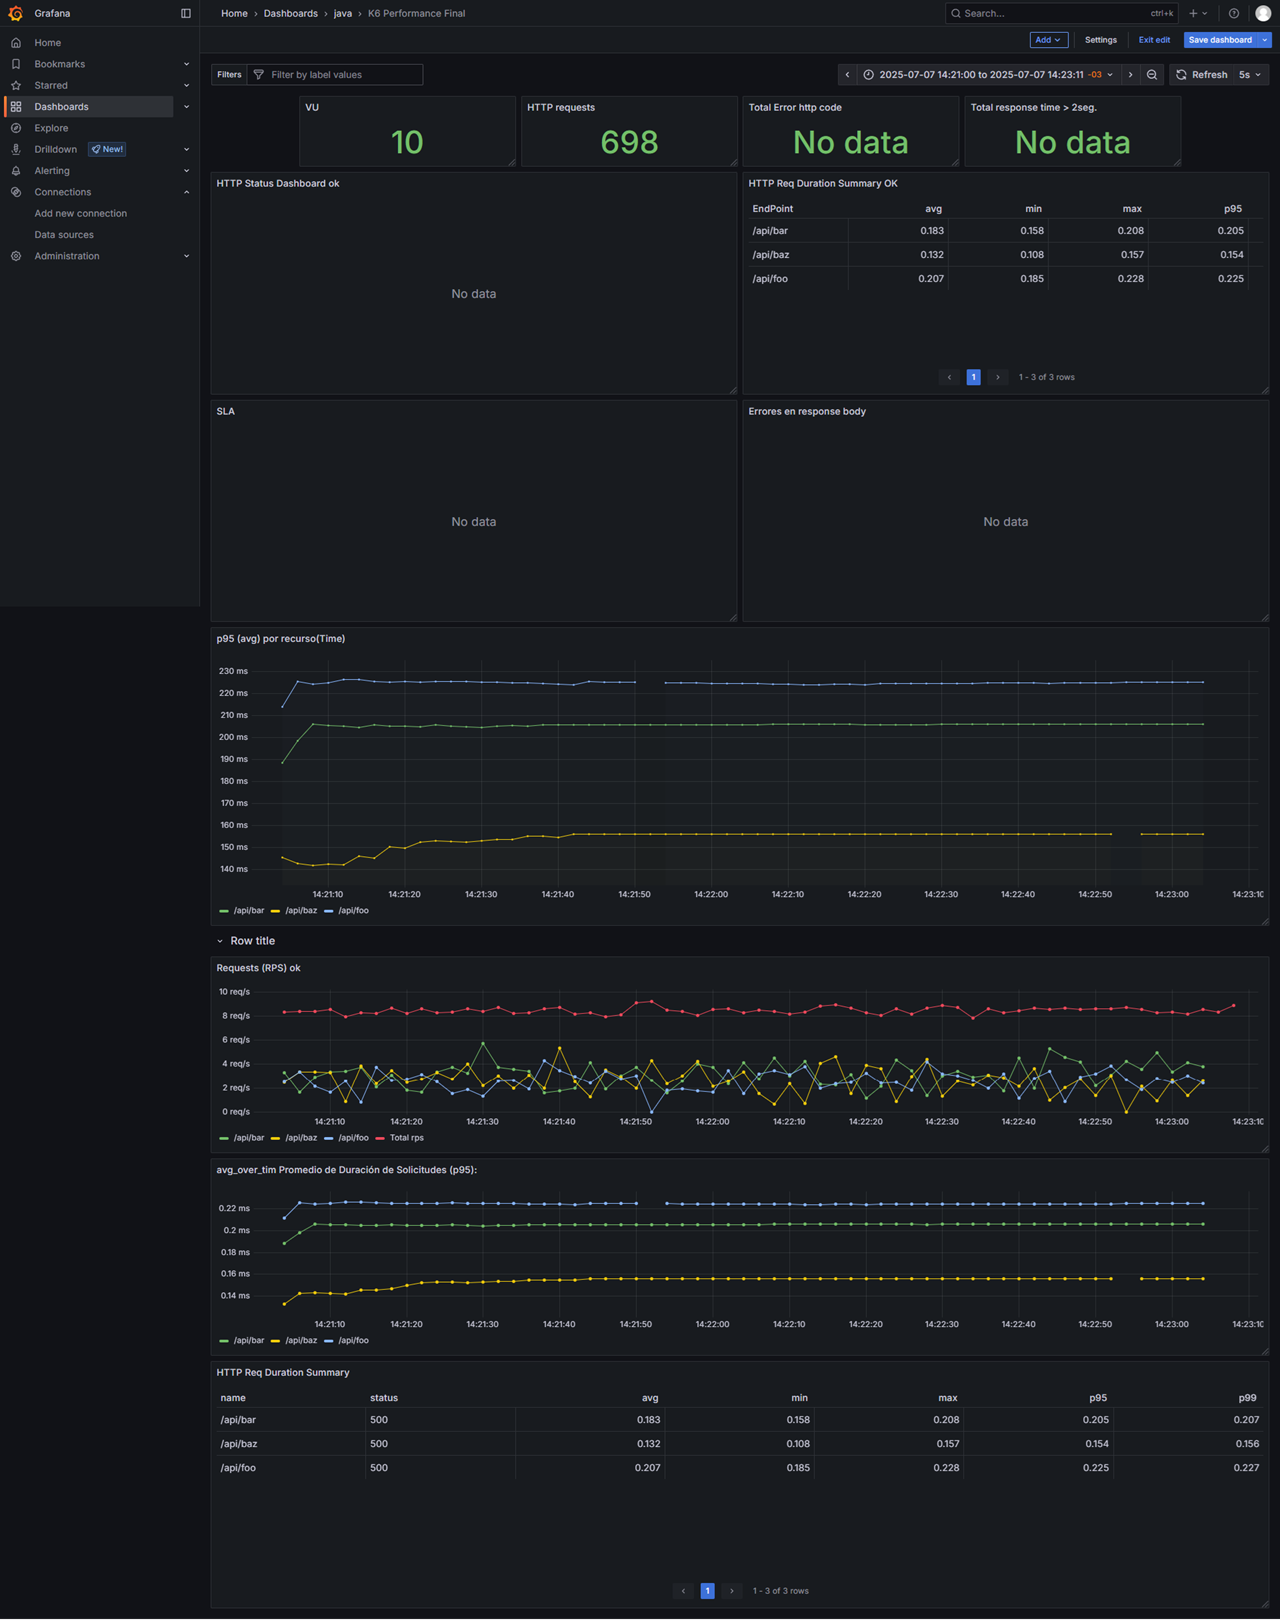 Grafana
Home › Dashboards › java › K6 Performance Final
Search... ctrl+k
Add Settings Exit edit Save dashboard
Home
Bookmarks
Starred
Dashboards
Explore
Drilldown New!
Alerting
Connections
Add new connection
Data sources
Administration
Filters Filter by label values
2025-07-07 14:21:00 to 2025-07-07 14:23:11 -03
Refresh 5s
VU
10
HTTP requests
698
Total Error http code
No data
Total response time > 2seg.
No data
HTTP Status Dashboard ok
No data
HTTP Req Duration Summary OK
EndPoint avg min max p95
/api/bar 0.183 0.158 0.208 0.205
/api/baz 0.132 0.108 0.157 0.154
/api/foo 0.207 0.185 0.228 0.225
‹ 1 › 1 - 3 of 3 rows
SLA
No data
Errores en response body
No data
p95 (avg) por recurso(Time)
230 ms
220 ms
210 ms
200 ms
190 ms
180 ms
170 ms
160 ms
150 ms
140 ms
14:21:10 14:21:20 14:21:30 14:21:40 14:21:50 14:22:00 14:22:10 14:22:20 14:22:30 14:22:40 14:22:50 14:23:00 14:23:10
/api/bar /api/baz /api/foo
Row title
Requests (RPS) ok
10 req/s
8 req/s
6 req/s
4 req/s
2 req/s
0 req/s
14:21:10 14:21:20 14:21:30 14:21:40 14:21:50 14:22:00 14:22:10 14:22:20 14:22:30 14:22:40 14:22:50 14:23:00 14:23:10
/api/bar /api/baz /api/foo Total rps
avg_over_tim Promedio de Duración de Solicitudes (p95):
0.22 ms
0.2 ms
0.18 ms
0.16 ms
0.14 ms
14:21:10 14:21:20 14:21:30 14:21:40 14:21:50 14:22:00 14:22:10 14:22:20 14:22:30 14:22:40 14:22:50 14:23:00 14:23:10
/api/bar /api/baz /api/foo
HTTP Req Duration Summary
name status avg min max p95 p99
/api/bar 500 0.183 0.158 0.208 0.205 0.207
/api/baz 500 0.132 0.108 0.157 0.154 0.156
/api/foo 500 0.207 0.185 0.228 0.225 0.227
‹ 1 › 1 - 3 of 3 rows